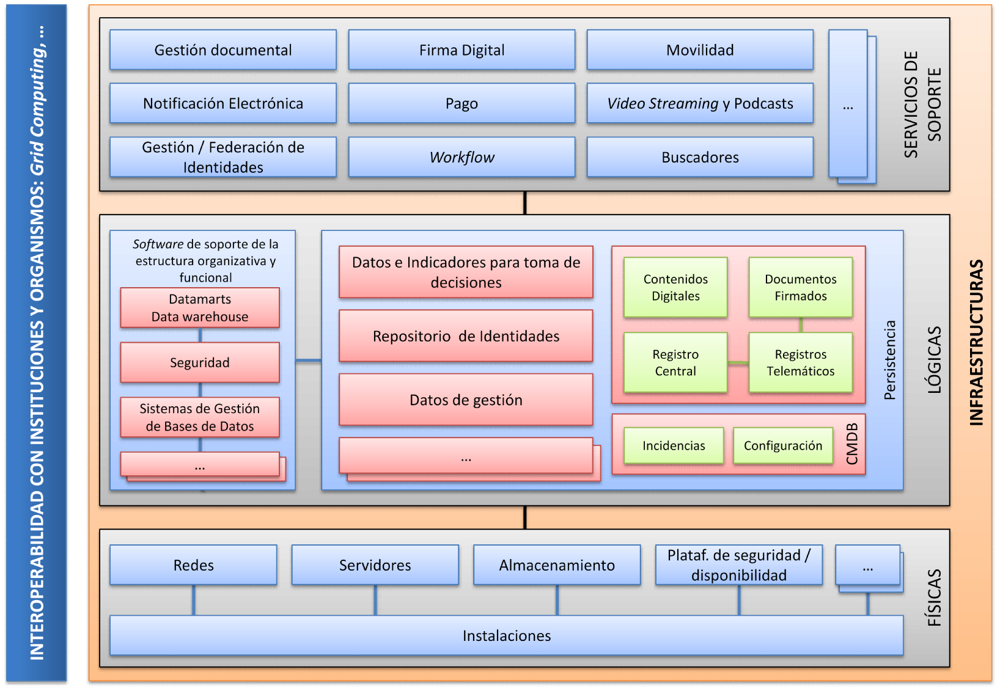 INTEROPERABILIDAD CON INSTITUCIONES Y ORGANISMOS: Grid Computing, ...
Gestión documental
Firma Digital
Movilidad
Notificación Electrónica
Pago
Video Streaming y Podcasts
Gestión / Federación de
Identidades
Workflow
Buscadores
...
SERVICIOS DE
SOPORTE
Software de soporte de la
estructura organizativa y
funcional
Datamarts
Data warehouse
Seguridad
Sistemas de Gestión
de Bases de Datos
...
Datos e Indicadores para toma de
decisiones
Repositorio  de Identidades
Datos de gestión
...
Contenidos
Digitales
Documentos
Firmados
Registro
Central
Registros
Telemáticos
Incidencias
Configuración
CMDB
Persistencia
LÓGICAS
INFRAESTRUCTURAS
Redes
Servidores
Almacenamiento
Plataf. de seguridad /
disponibilidad
...
Instalaciones
FÍSICAS